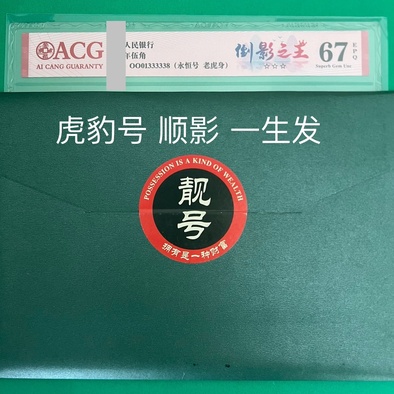 ACG
AI CANG GUARANTY
人民银行
年伍角
OO01333338（永恒号 老虎身）
倒影之王
☆☆☆
67
EPQ
Superb Gem Unc
虎豹号 顺影 一生发
POSSESSION IS A KIND OF WEALTH
靓号
拥有是一种财富